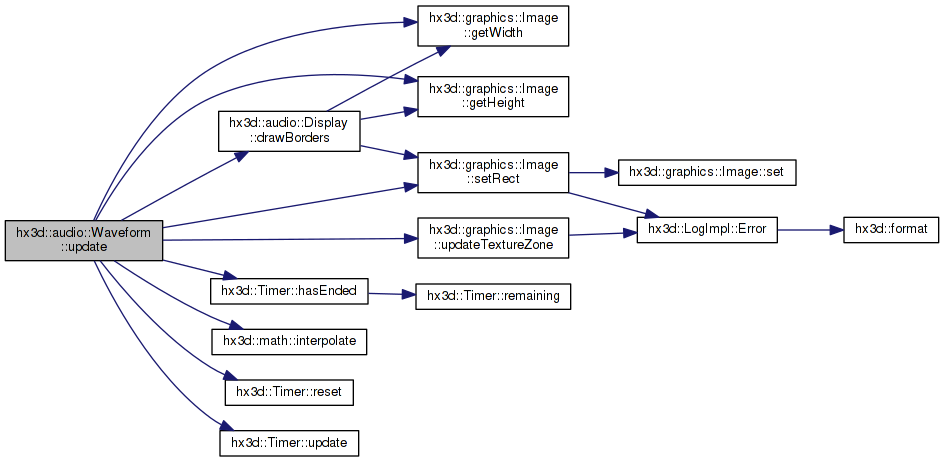 hx3d::graphics::Image
::getWidth
hx3d::graphics::Image
::getHeight
hx3d::audio::Display
::drawBorders
hx3d::graphics::Image
::setRect
hx3d::graphics::Image::set
hx3d::audio::Waveform
::update
hx3d::graphics::Image
::updateTextureZone
hx3d::LogImpl::Error
hx3d::format
hx3d::Timer::hasEnded
hx3d::Timer::remaining
hx3d::math::interpolate
hx3d::Timer::reset
hx3d::Timer::update